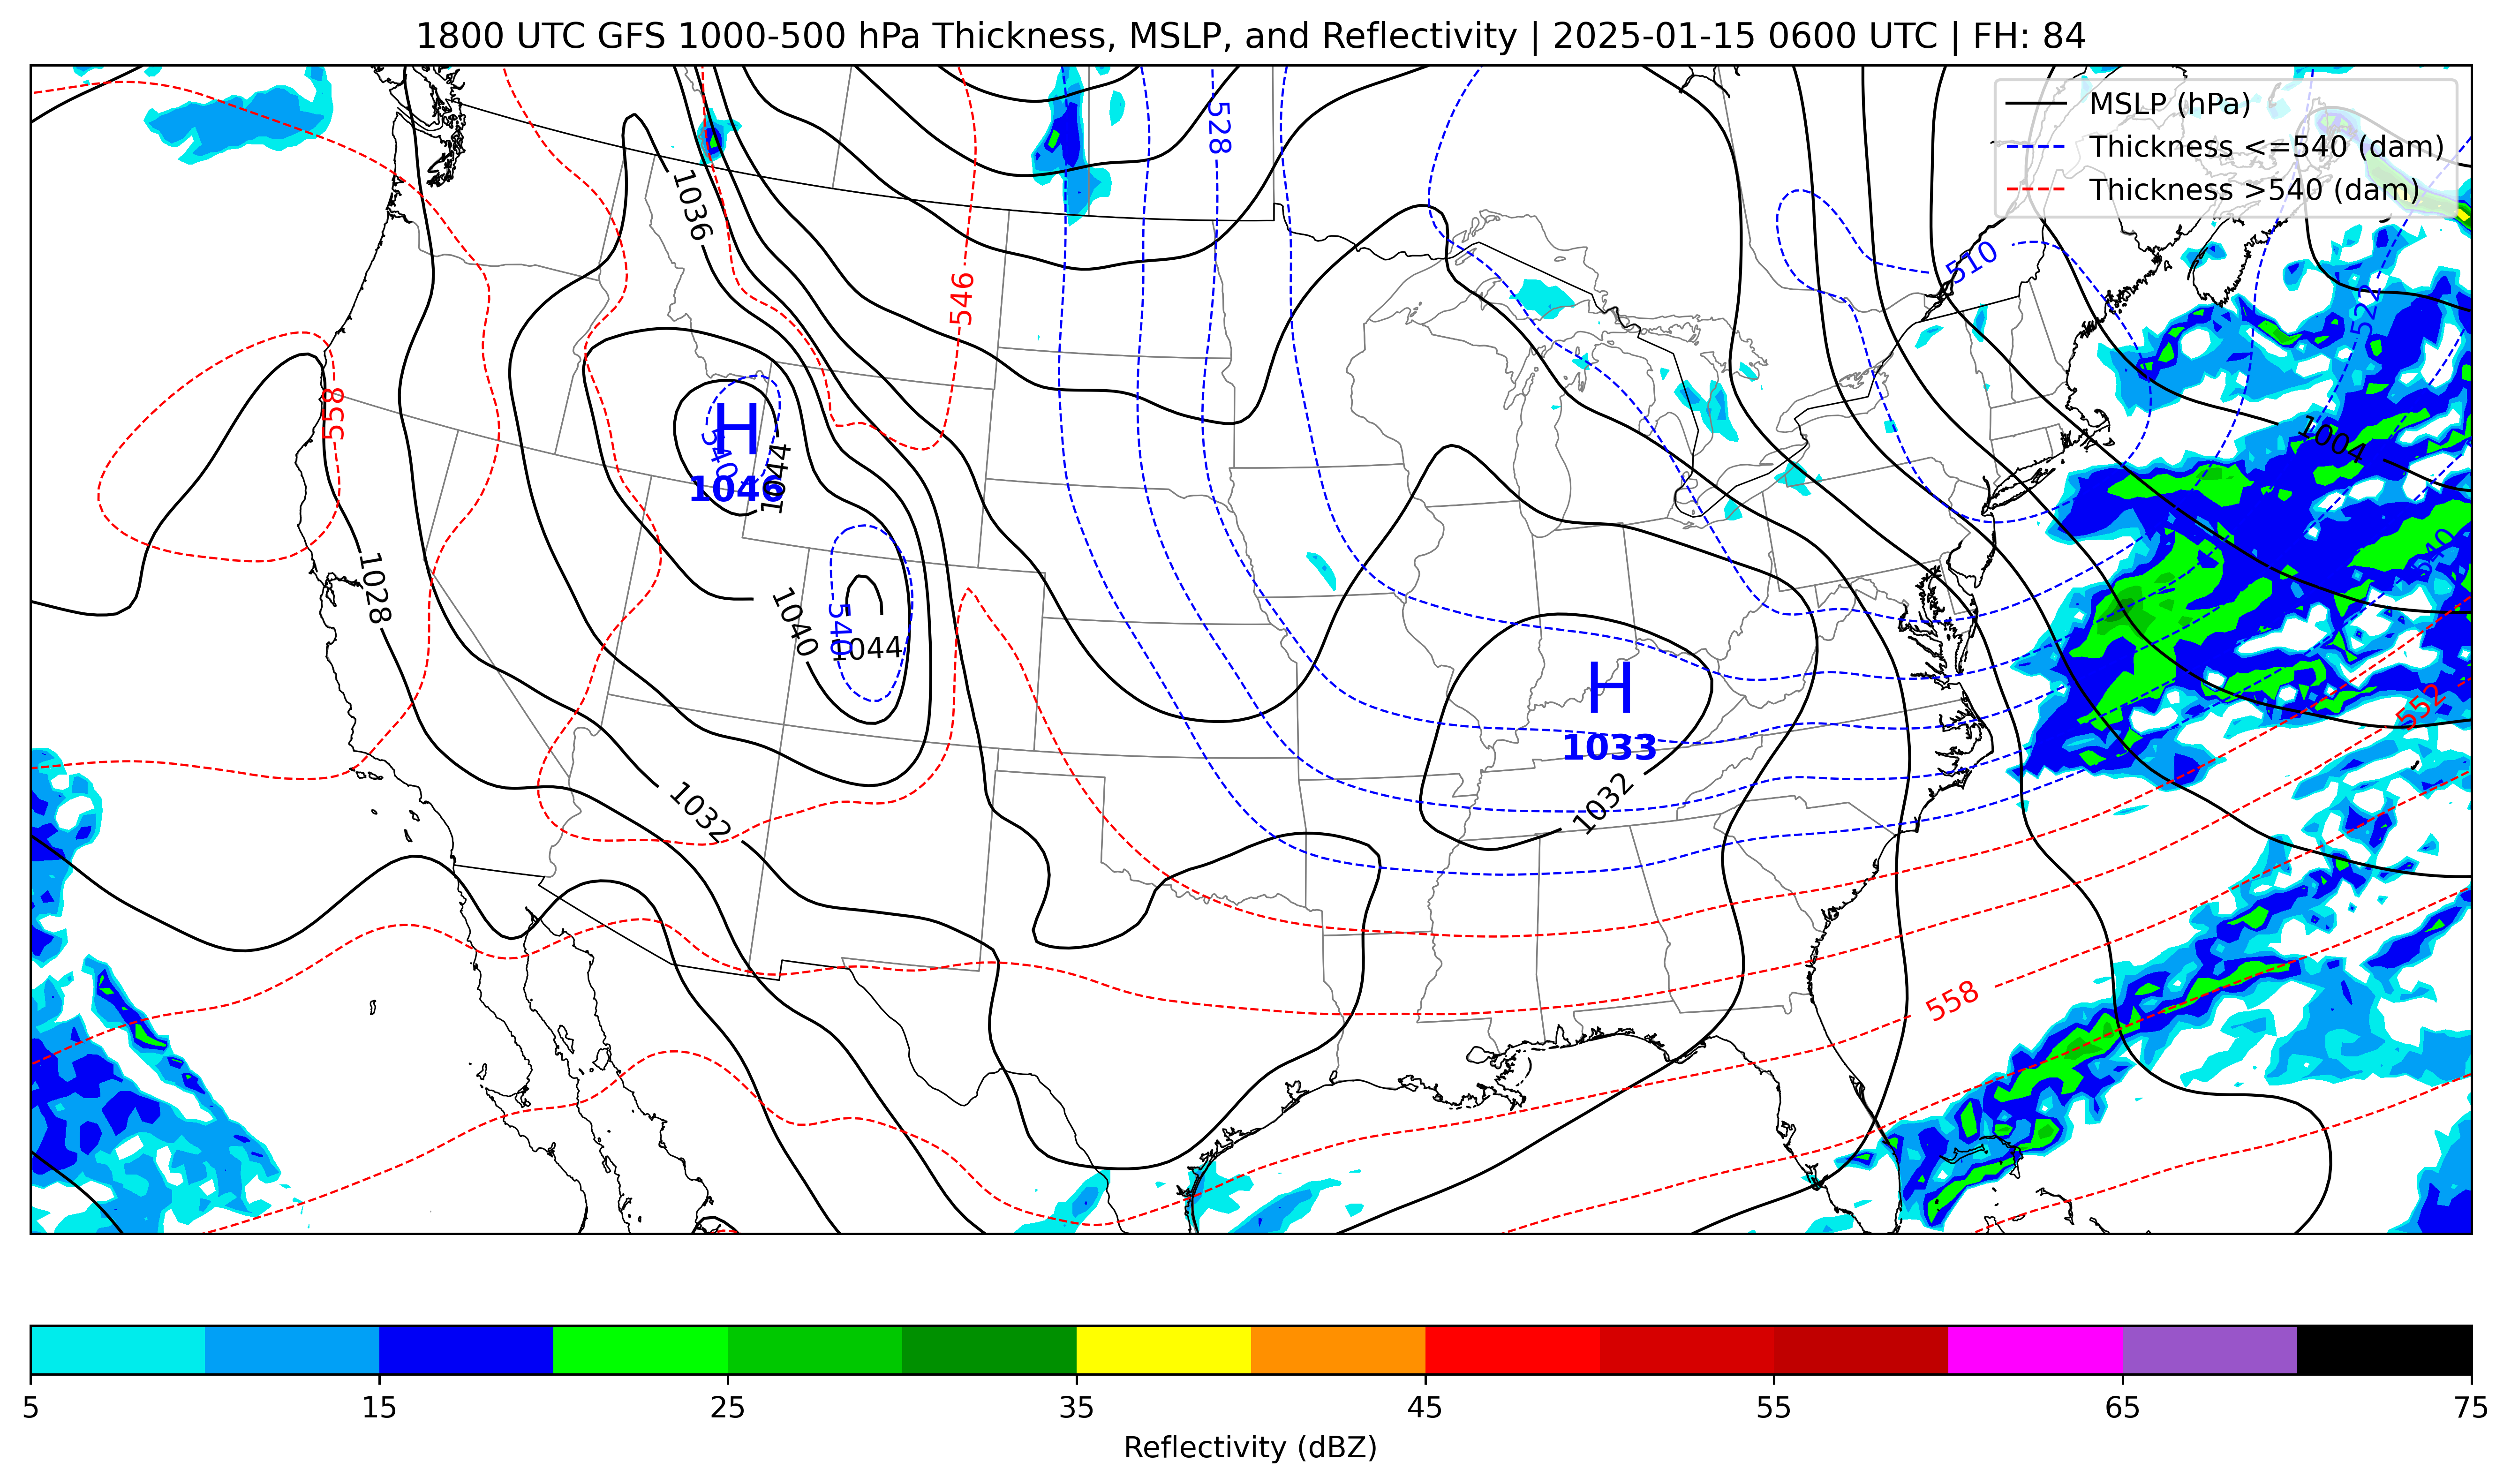 1800 UTC GFS 1000-500 hPa Thickness, MSLP, and Reflectivity | 2025-01-15 0600 UTC | FH: 84
MSLP (hPa)
Thickness <=540 (dam)
Thickness >540 (dam)
528
1036
510
546
522
558
H
540
1044
1046
1004
540
1028
1040
540
1044
H
1033
552
1032
1032
558
5 15 25 35 45 55 65 75
Reflectivity (dBZ)